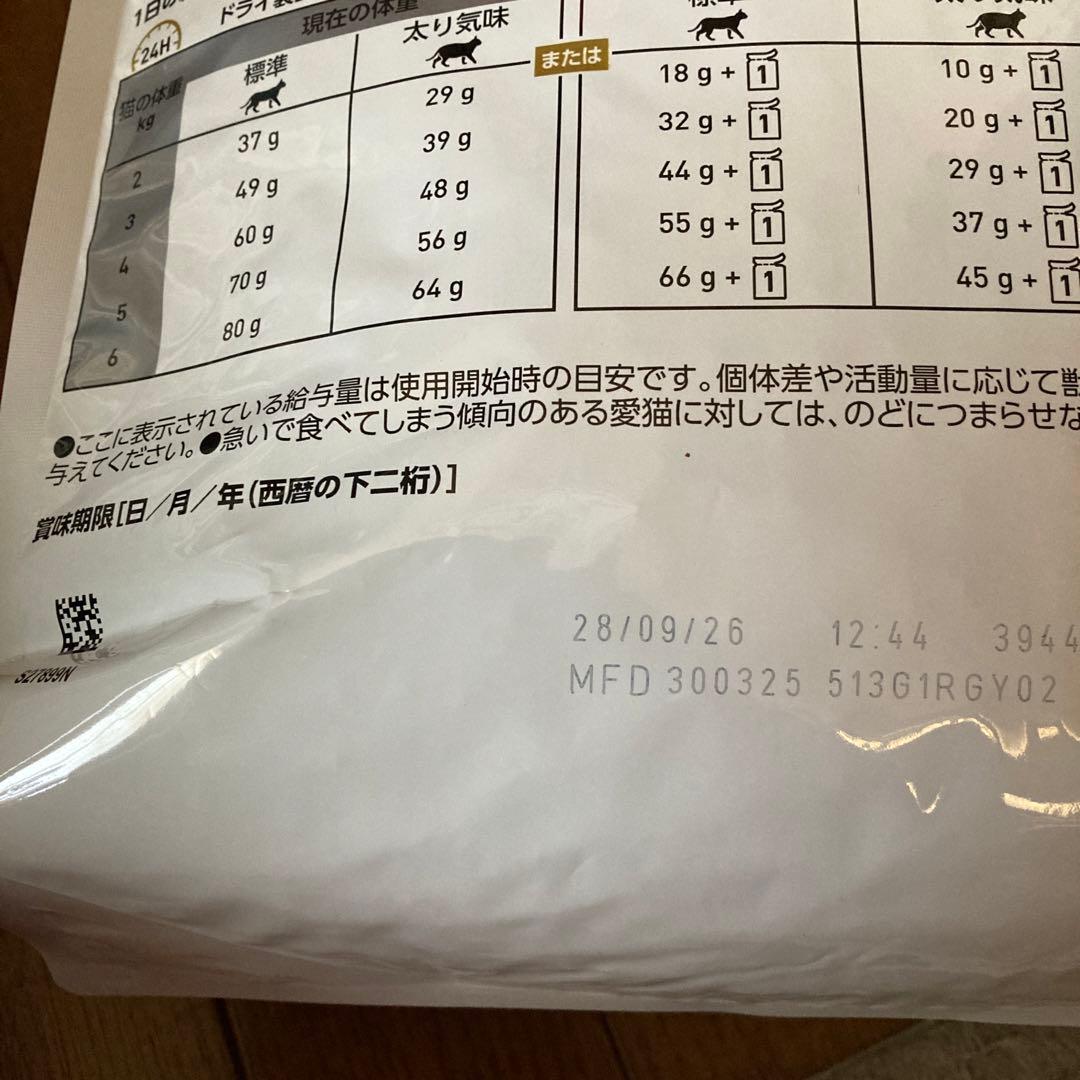 1日の
ドライ製
24H
現在の体重
猫の体重
kg
標準
太り気味
または
標準
37 g
29 g
18 g + 1
10 g + 1
2
49 g
39 g
32 g + 1
20 g + 1
3
60 g
48 g
44 g + 1
29 g + 1
4
70 g
56 g
55 g + 1
37 g + 1
5
80 g
64 g
66 g + 1
45 g + 1
6
●ここに表示されている給与量は使用開始時の目安です。個体差や活動量に応じて獣
与えてください。●急いで食べてしまう傾向のある愛猫に対しては、のどにつまらせな
賞味期限[日/月/年(西暦の下二桁)]
28/09/26 12:44 3944
MFD 300325 513G1RGY02
S27899N